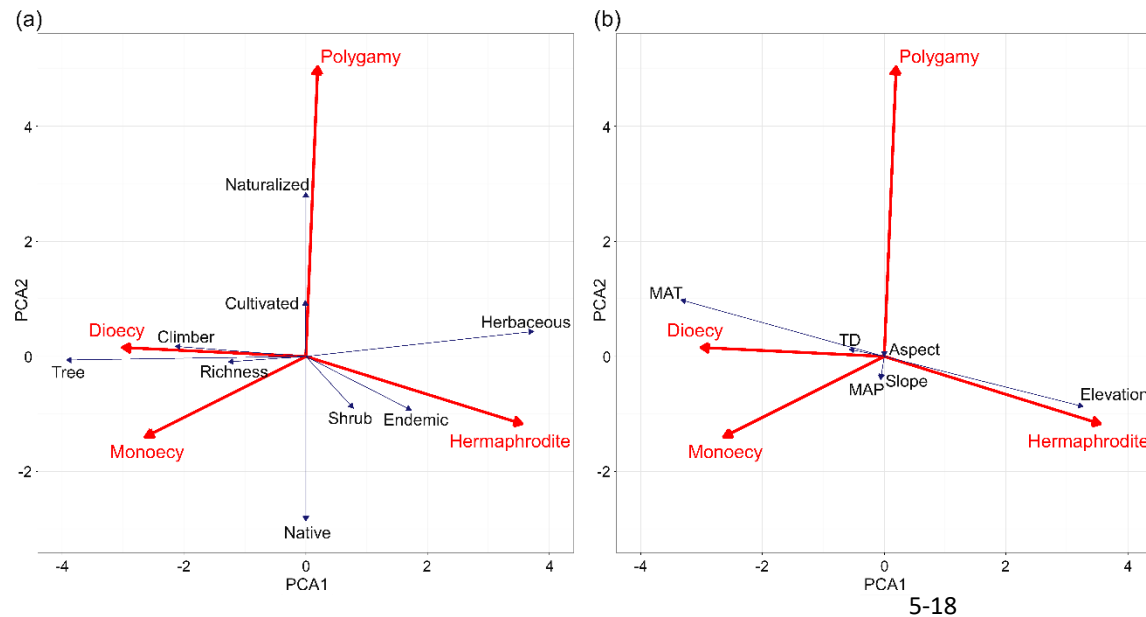 (a)
Polygamy
4
Naturalized
2
Cultivated
Herbaceous
Dioecy
Climber
0
Tree
Richness
Shrub
Endemic
Monoecy
Hermaphrodite
-2
Native
-4
-2
0
2
4
PCA1
PCA2
(b)
Polygamy
4
2
MAT
Dioecy
TD
Aspect
0
MAP
Slope
Elevation
Monoecy
Hermaphrodite
-2
-4
-2
0
2
4
PCA1
PCA2
5-18